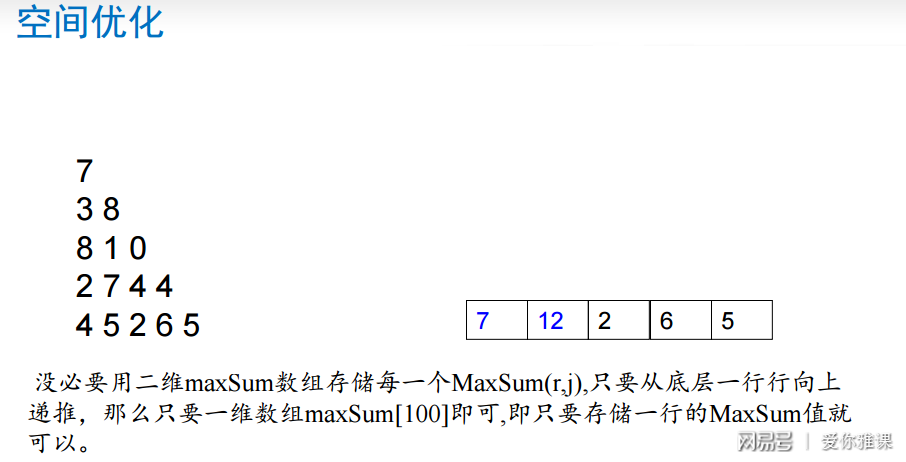 空间优化
7
3 8
8 1 0
2 7 4 4
4 5 2 6 5
7 12 2 6 5
没必要用二维maxSum数组存储每一个MaxSum(r,j),只要从底层一行行向上
递推，那么只要一维数组maxSum[100]即可,即只要存储一行的MaxSum值就
可以。
网易号 | 爱你雅课